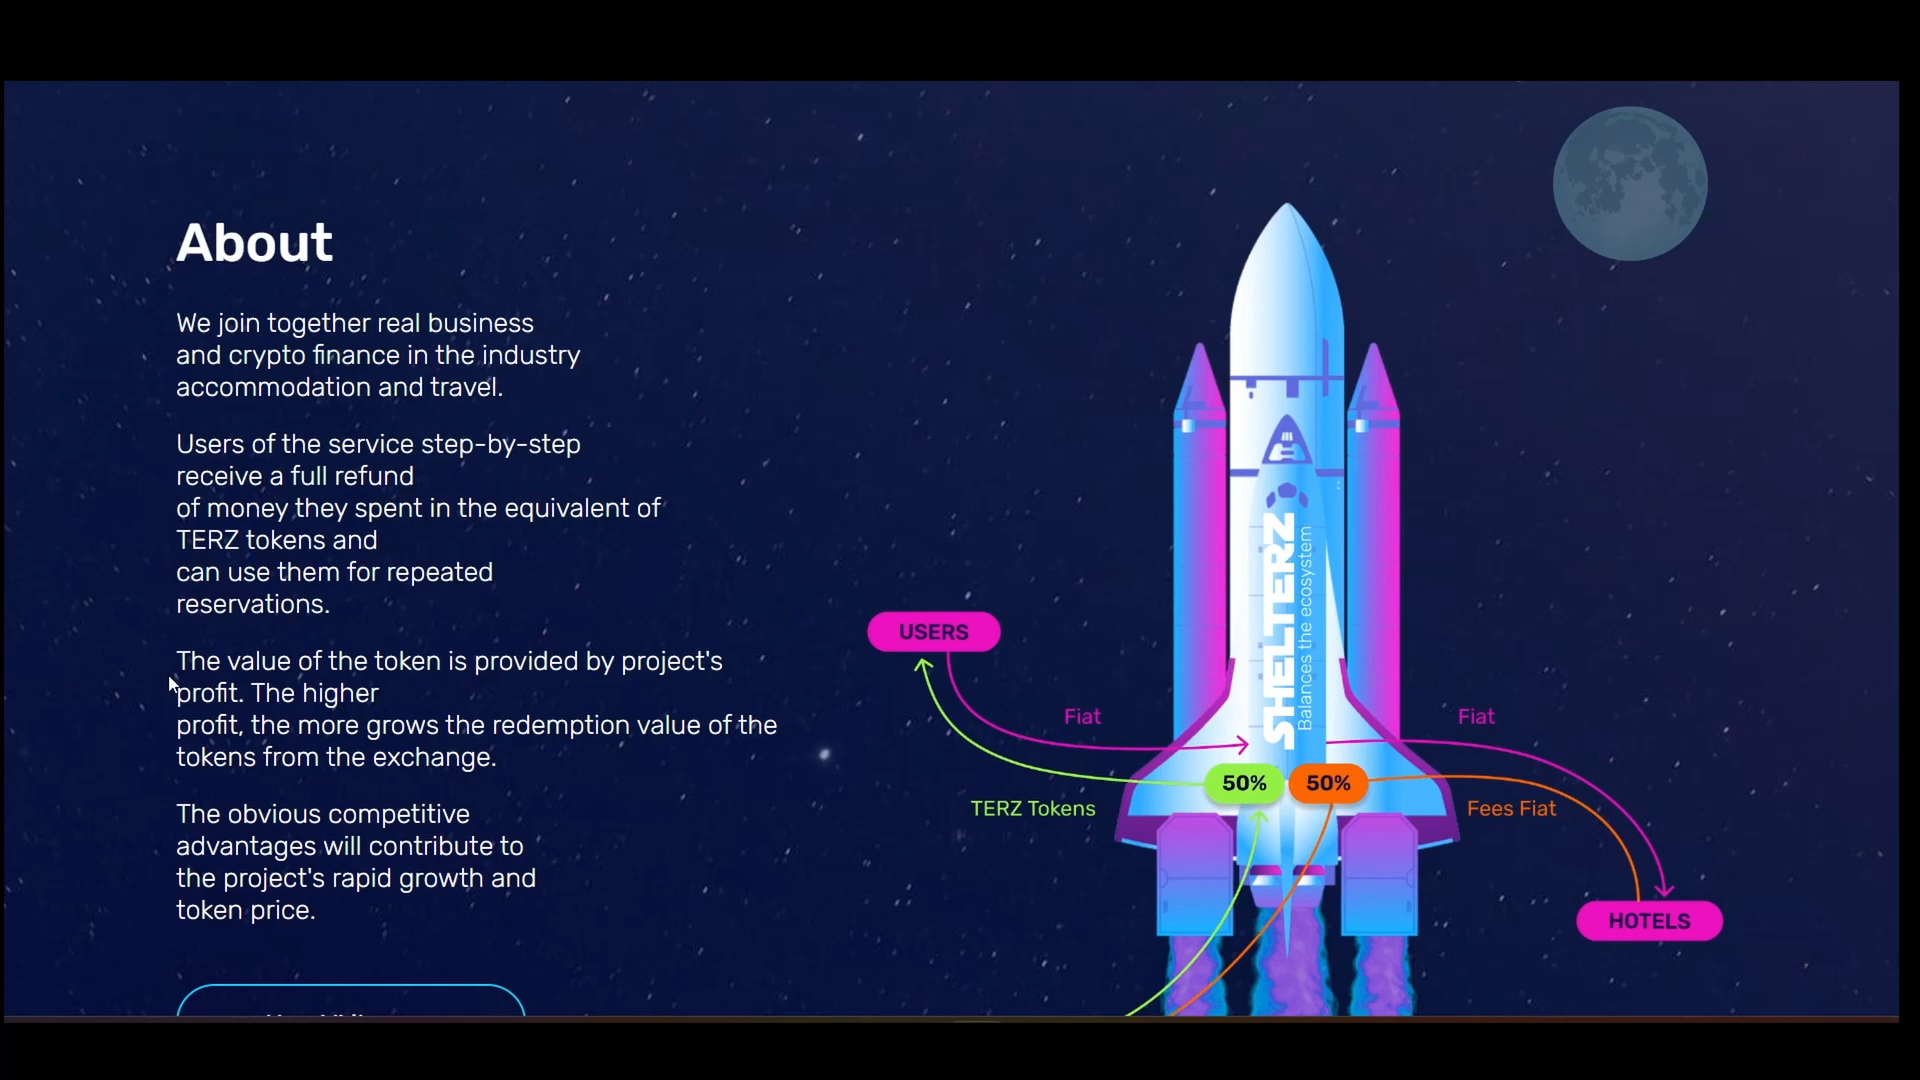 About
We join together real business
and crypto finance in the industry
accommodation and travel.
Users of the service step-by-step
receive a full refund
of money they spent in the equivalent of
TERZ tokens and
can use them for repeated
reservations.
The value of the token is provided by project's
profit. The higher
profit, the more grows the redemption value of the
tokens from the exchange.
The obvious competitive
advantages will contribute to
the project's rapid growth and
token price.
SHELTERZ
Balances the ecosystem
USERS
Fiat
Fiat
50%
50%
TERZ Tokens
Fees Fiat
HOTELS